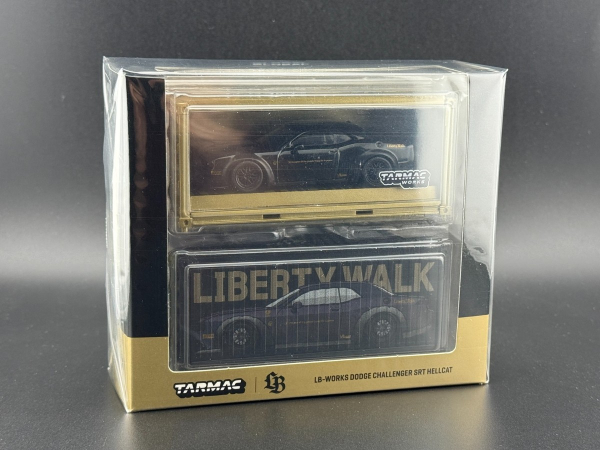 TARMAC
WORKS
LIBERTY WALK
TARMAC LB LB-WORKS DODGE CHALLENGER SRT HELLCAT